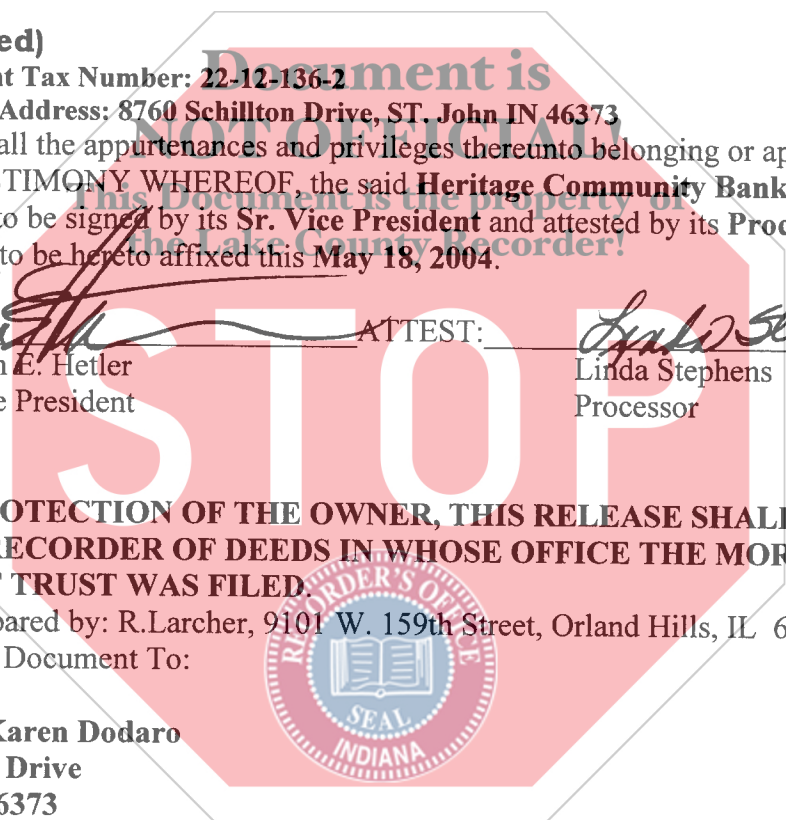 ed)
nt Tax Number: 22-12-136-2
Address: 8760 Schillton Drive, ST. John IN 46373
all the appurtenances and privileges thereunto belonging or ap
TIMONY WHEREOF, the said Heritage Community Bank
to be signed by its Sr. Vice President and attested by its Proc
to be hereto affixed this May 18, 2004.
Document is
NOT OFFICIAL!
This Document is the property of
the Lake County Recorder!
STOP
ATTEST:
n E. Hetler
Linda Stephens
e President
Processor
OTECTION OF THE OWNER, THIS RELEASE SHALL
RECORDER OF DEEDS IN WHOSE OFFICE THE MOR
TRUST WAS FILED.
pared by: R.Larcher, 9101 W. 159th Street, Orland Hills, IL 6
Document To:
Karen Dodaro
Drive
6373
RECORDER'S OFFICE
SEAL
INDIANA